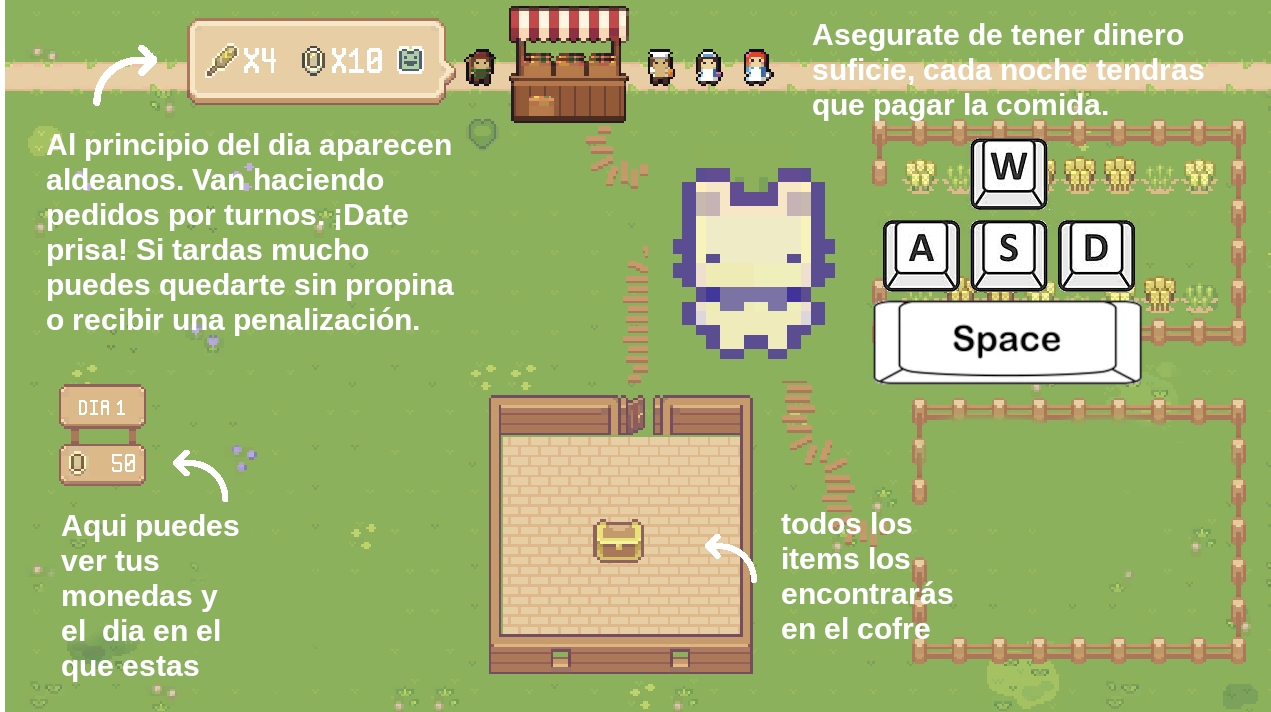 X4 X10
Asegurate de tener dinero
suficie, cada noche tendras
que pagar la comida.
Al principio del dia aparecen
aldeanos. Van haciendo
pedidos por turnos. ¡Date
prisa! Si tardas mucho
puedes quedarte sin propina
o recibir una penalización.
W
A S D
Space
DIA 1
50
Aqui puedes
ver tus
monedas y
el  dia en el
que estas
todos los
items los
encontrarás
en el cofre